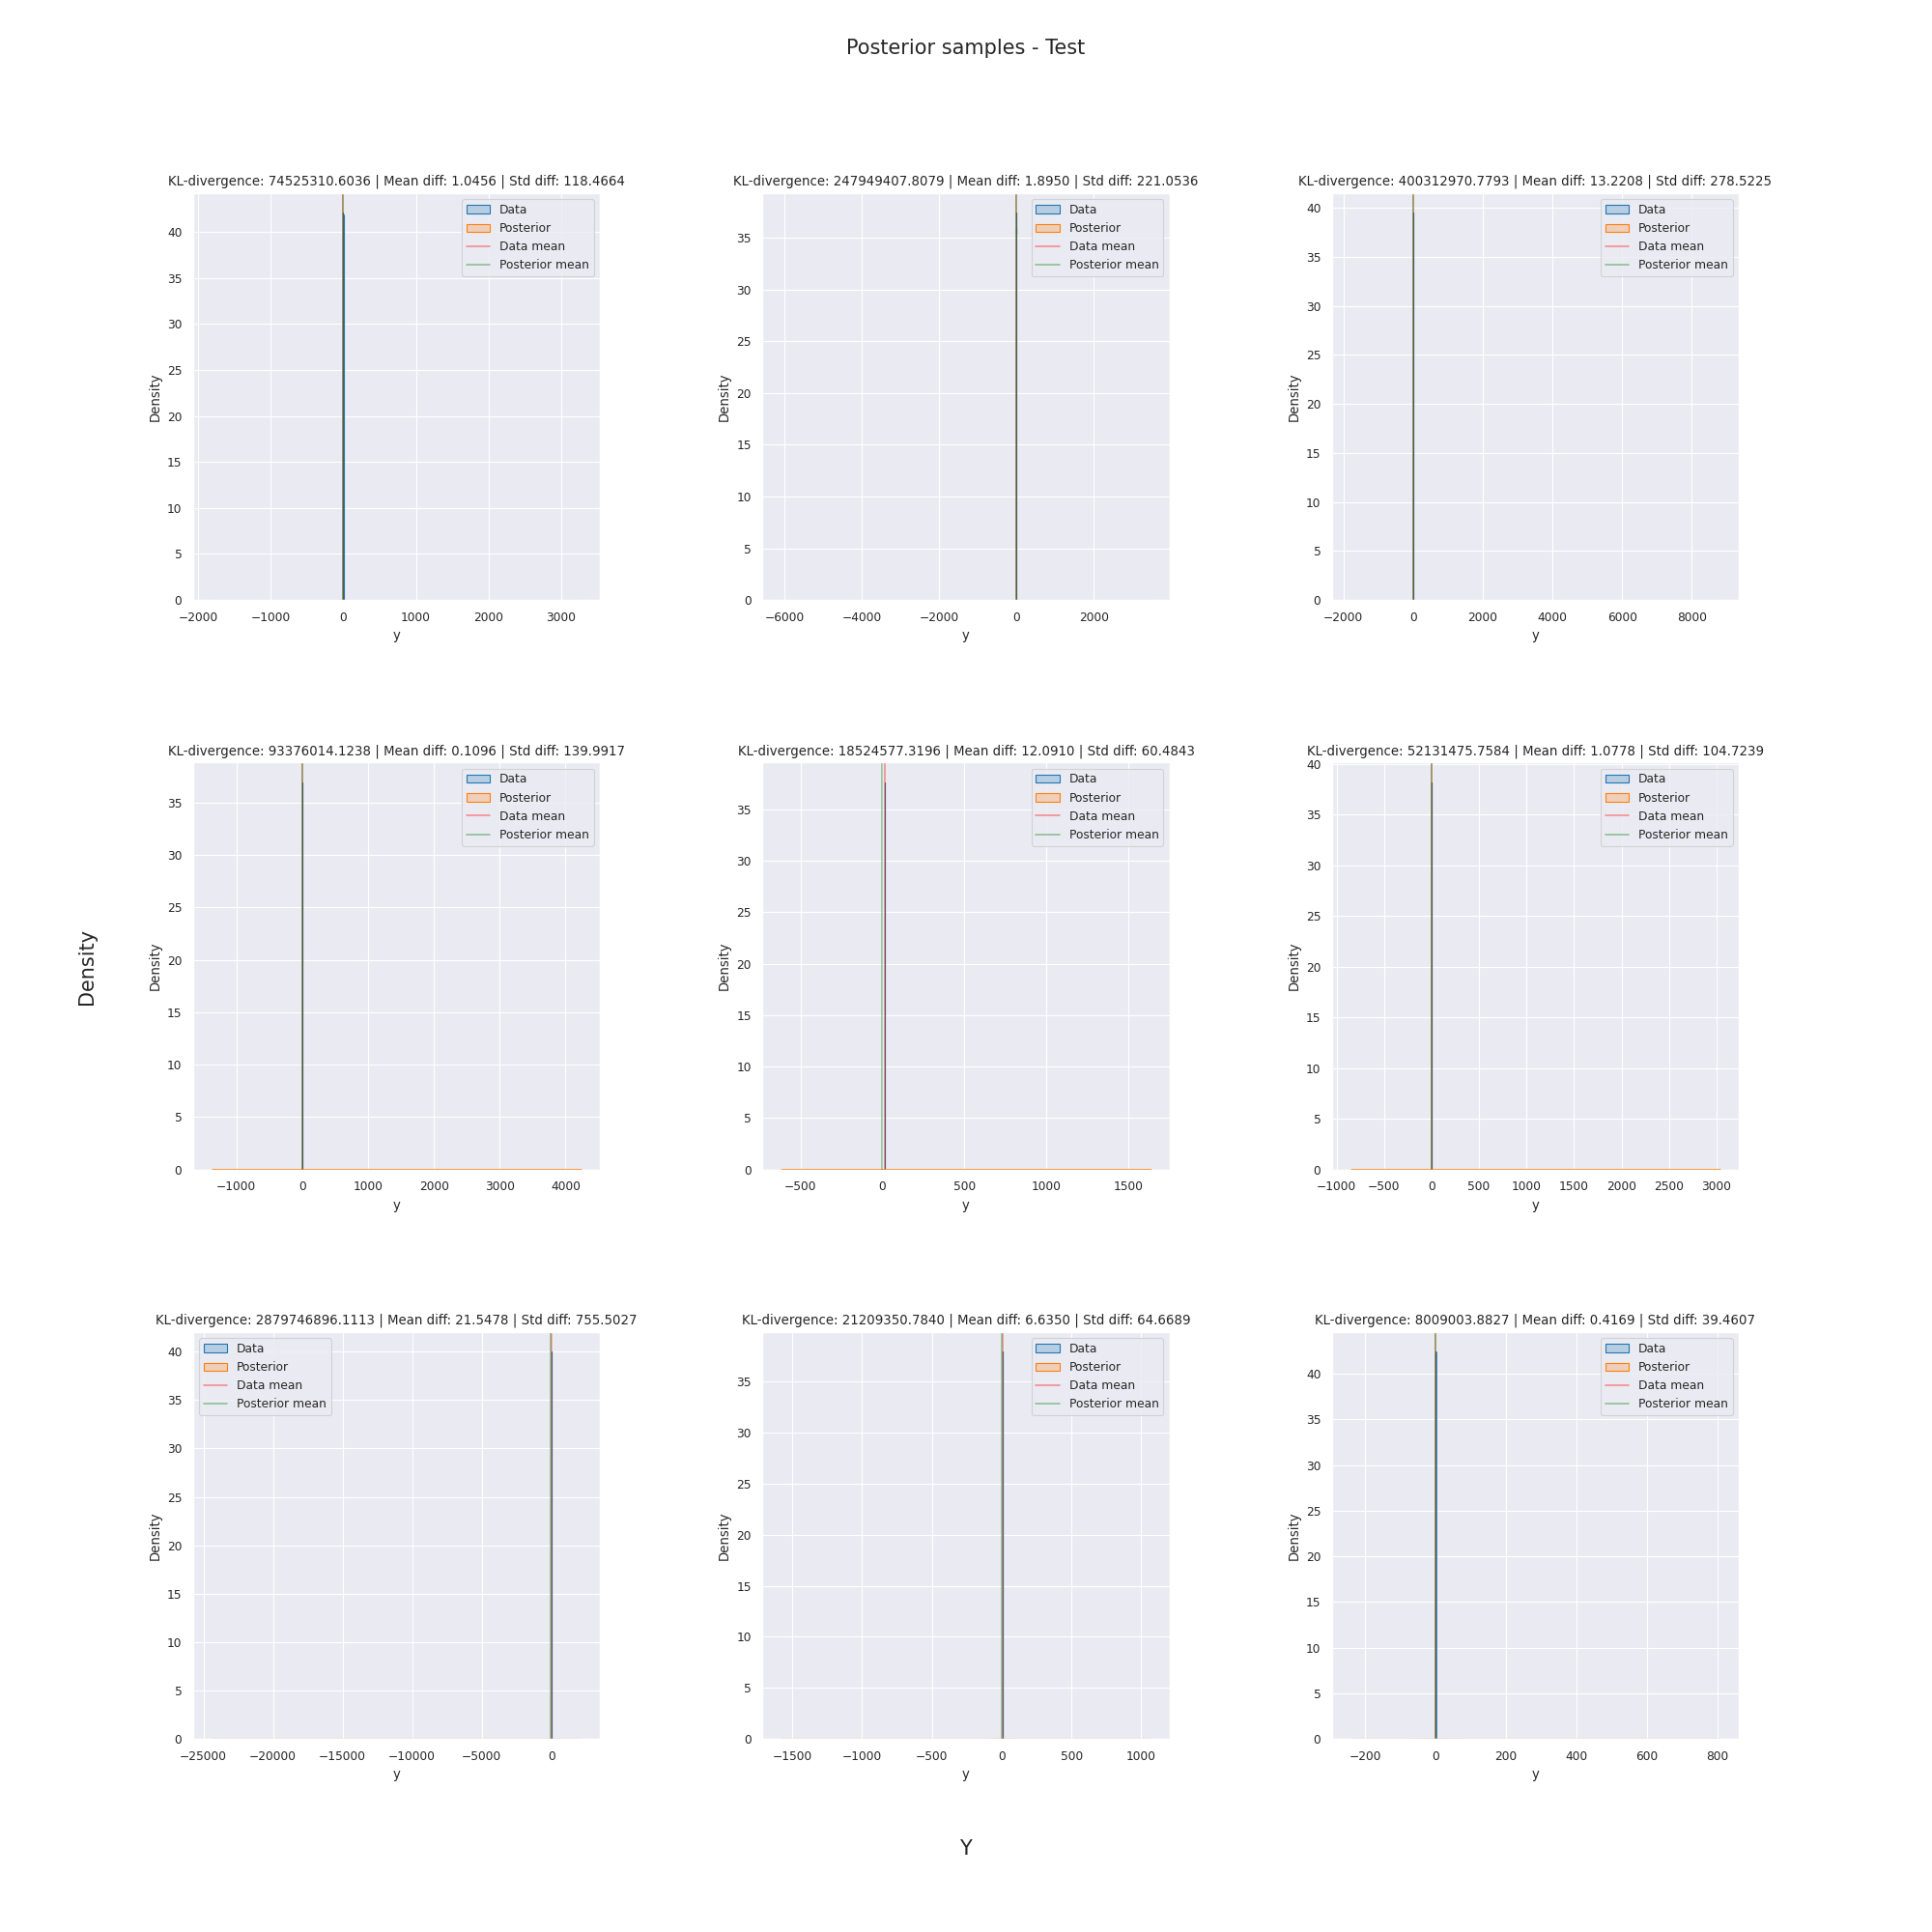 Posterior samples - Test
KL-divergence: 74525310.6036 | Mean diff: 1.0456 | Std diff: 118.4664
Data
Posterior
Data mean
Posterior mean
40
35
30
25
20
15
10
5
0
Density
−2000 −1000 0 1000 2000 3000
y
KL-divergence: 247949407.8079 | Mean diff: 1.8950 | Std diff: 221.0536
Data
Posterior
Data mean
Posterior mean
35
30
25
20
15
10
5
0
Density
−6000 −4000 −2000 0 2000
y
KL-divergence: 400312970.7793 | Mean diff: 13.2208 | Std diff: 278.5225
Data
Posterior
Data mean
Posterior mean
40
35
30
25
20
15
10
5
0
Density
−2000 0 2000 4000 6000 8000
y
KL-divergence: 93376014.1238 | Mean diff: 0.1096 | Std diff: 139.9917
Data
Posterior
Data mean
Posterior mean
35
30
25
20
15
10
5
0
Density
−1000 0 1000 2000 3000 4000
y
KL-divergence: 18524577.3196 | Mean diff: 12.0910 | Std diff: 60.4843
Data
Posterior
Data mean
Posterior mean
35
30
25
20
15
10
5
0
Density
−500 0 500 1000 1500
y
KL-divergence: 52131475.7584 | Mean diff: 1.0778 | Std diff: 104.7239
Data
Posterior
Data mean
Posterior mean
40
35
30
25
20
15
10
5
0
Density
−1000 −500 0 500 1000 1500 2000 2500 3000
y
Density
KL-divergence: 2879746896.1113 | Mean diff: 21.5478 | Std diff: 755.5027
Data
Posterior
Data mean
Posterior mean
40
35
30
25
20
15
10
5
0
Density
−25000 −20000 −15000 −10000 −5000 0
y
KL-divergence: 21209350.7840 | Mean diff: 6.6350 | Std diff: 64.6689
Data
Posterior
Data mean
Posterior mean
35
30
25
20
15
10
5
0
Density
−1500 −1000 −500 0 500 1000
y
KL-divergence: 8009003.8827 | Mean diff: 0.4169 | Std diff: 39.4607
Data
Posterior
Data mean
Posterior mean
40
35
30
25
20
15
10
5
0
Density
−200 0 200 400 600 800
y
Y